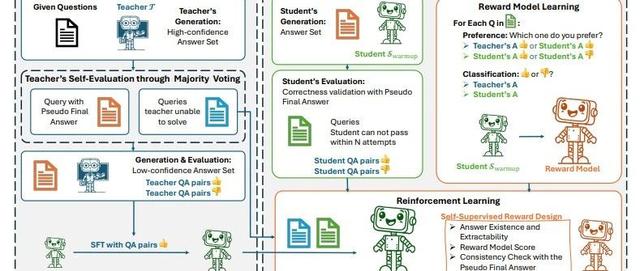 Given Questions
Teacher 𝒯
Teacher's
Generation:
High-confidence
Answer Set
Teacher's Self-Evaluation through Majority Voting
Query with
Pseudo Final
Answer
Queries
teacher unable
to solve
Generation & Evaluation:
Low-confidence Answer Set
Teacher QA pairs👍
Teacher QA pairs👎
SFT with QA pairs👍
Student's
Generation:
Answer Set
Student 𝒮warmup
Student's Evaluation:
Correctness validation with Pseudo
Final Answer
Queries
Student can not pass
within N attempts
Student QA pairs👍
Student QA pairs👎
Reward Model Learning
For Each Q in :
Preference: Which one do you prefer?
➤ Teacher's A👍or Student's A👍
➤ Teacher's A👍or Student's A👎
Classification:👍or👎?
➤ Teacher's A
➤ Student's A
Student 𝒮warmup
Reward Model
Reinforcement Learning
Self-Supervised Reward Design
➤ Answer Existence and
Extractability
➤ Reward Model Score
➤ Consistency Check with the
Pseudo Final Answer